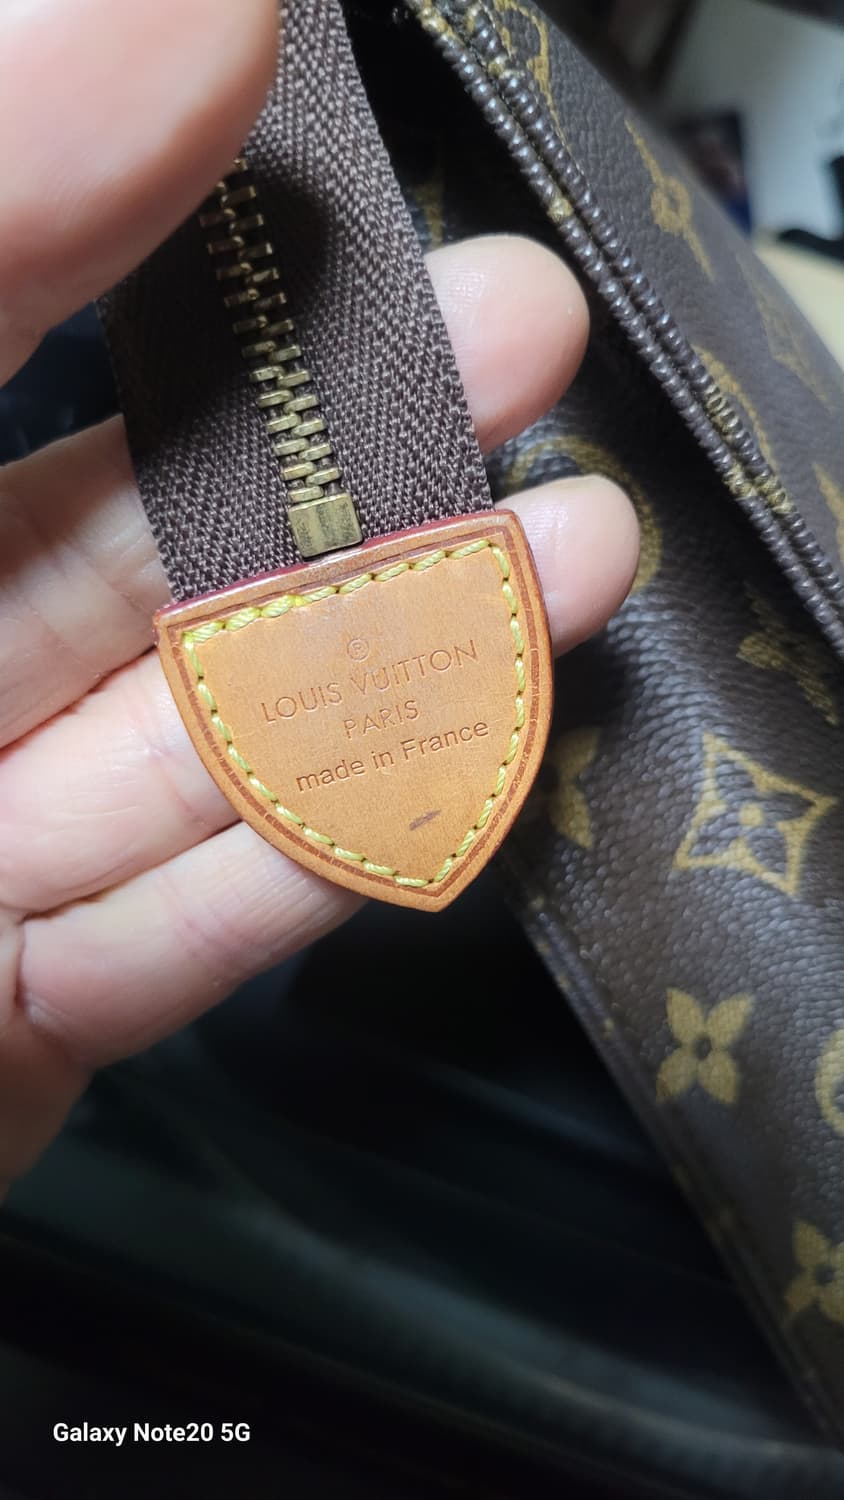 ®
LOUIS VUITTON
PARIS
made in France
Galaxy Note20 5G